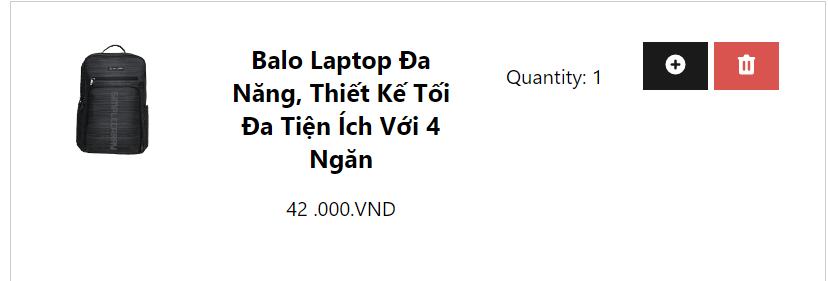 Balo Laptop Đa
Năng, Thiết Kế Tối
Đa Tiện Ích Với 4
Ngăn
42 .000.VND
Quantity: 1